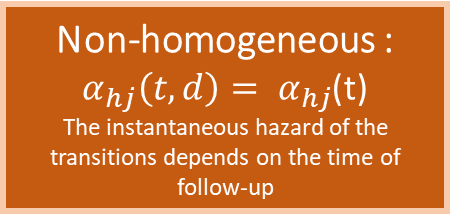 Non-homogeneous :
𝛼ℎ𝑗(𝑡, 𝑑) = 𝛼ℎ𝑗(t)
The instantaneous hazard of the
transitions depends on the time of
follow-up